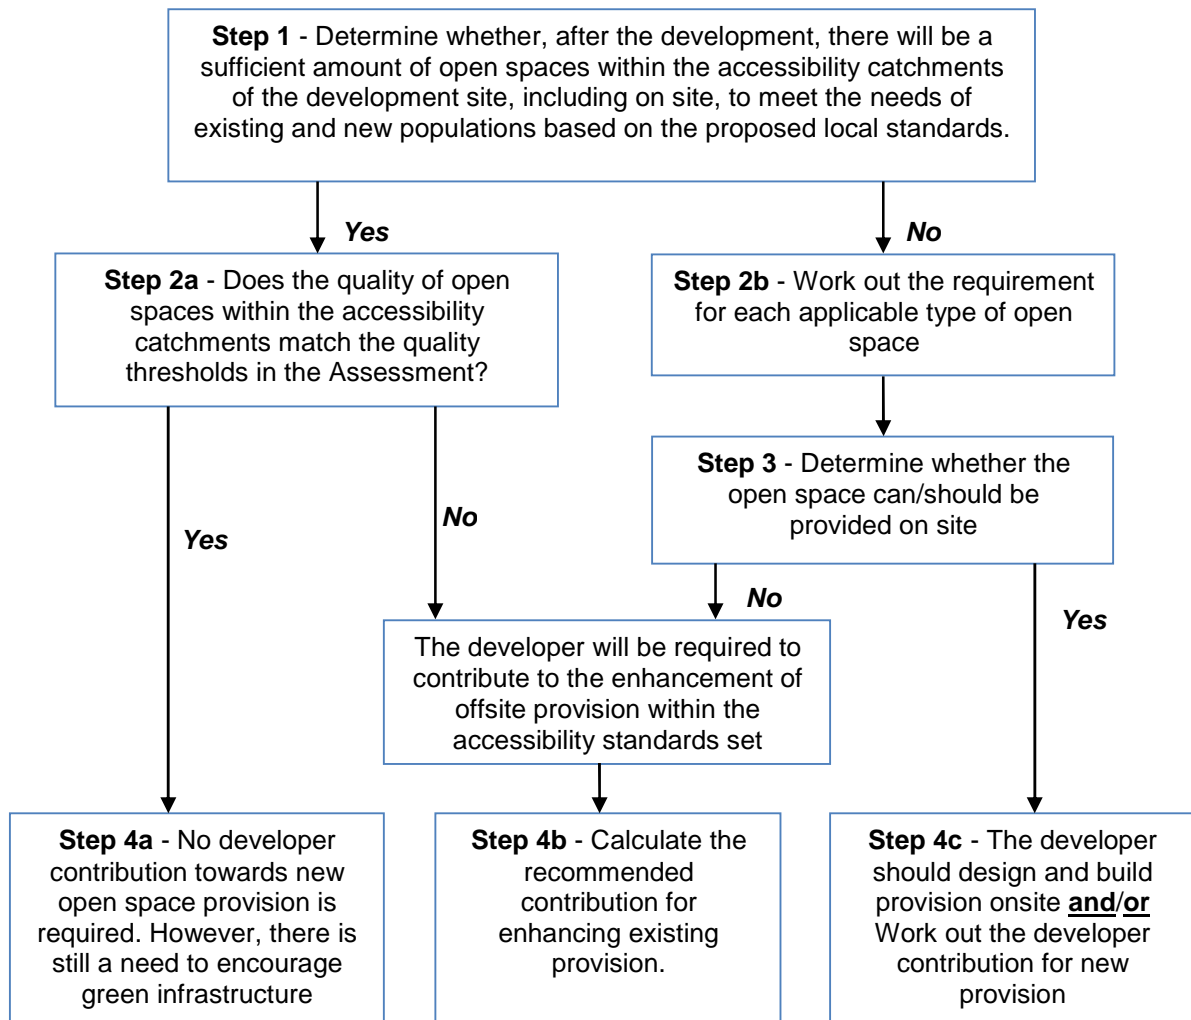 Step 1 - Determine whether, after the development, there will be a
sufficient amount of open spaces within the accessibility catchments
of the development site, including on site, to meet the needs of
existing and new populations based on the proposed local standards.
Yes
No
Step 2a - Does the quality of open
spaces within the accessibility
catchments match the quality
thresholds in the Assessment?
Step 2b - Work out the requirement
for each applicable type of open
space
Step 3 - Determine whether the
open space can/should be
provided on site
Yes
No
No
Yes
The developer will be required to
contribute to the enhancement of
offsite provision within the
accessibility standards set
Step 4a - No developer
contribution towards new
open space provision is
required. However, there is
still a need to encourage
green infrastructure
Step 4b - Calculate the
recommended
contribution for
enhancing existing
provision.
Step 4c - The developer
should design and build
provision onsite and/or
Work out the developer
contribution for new
provision